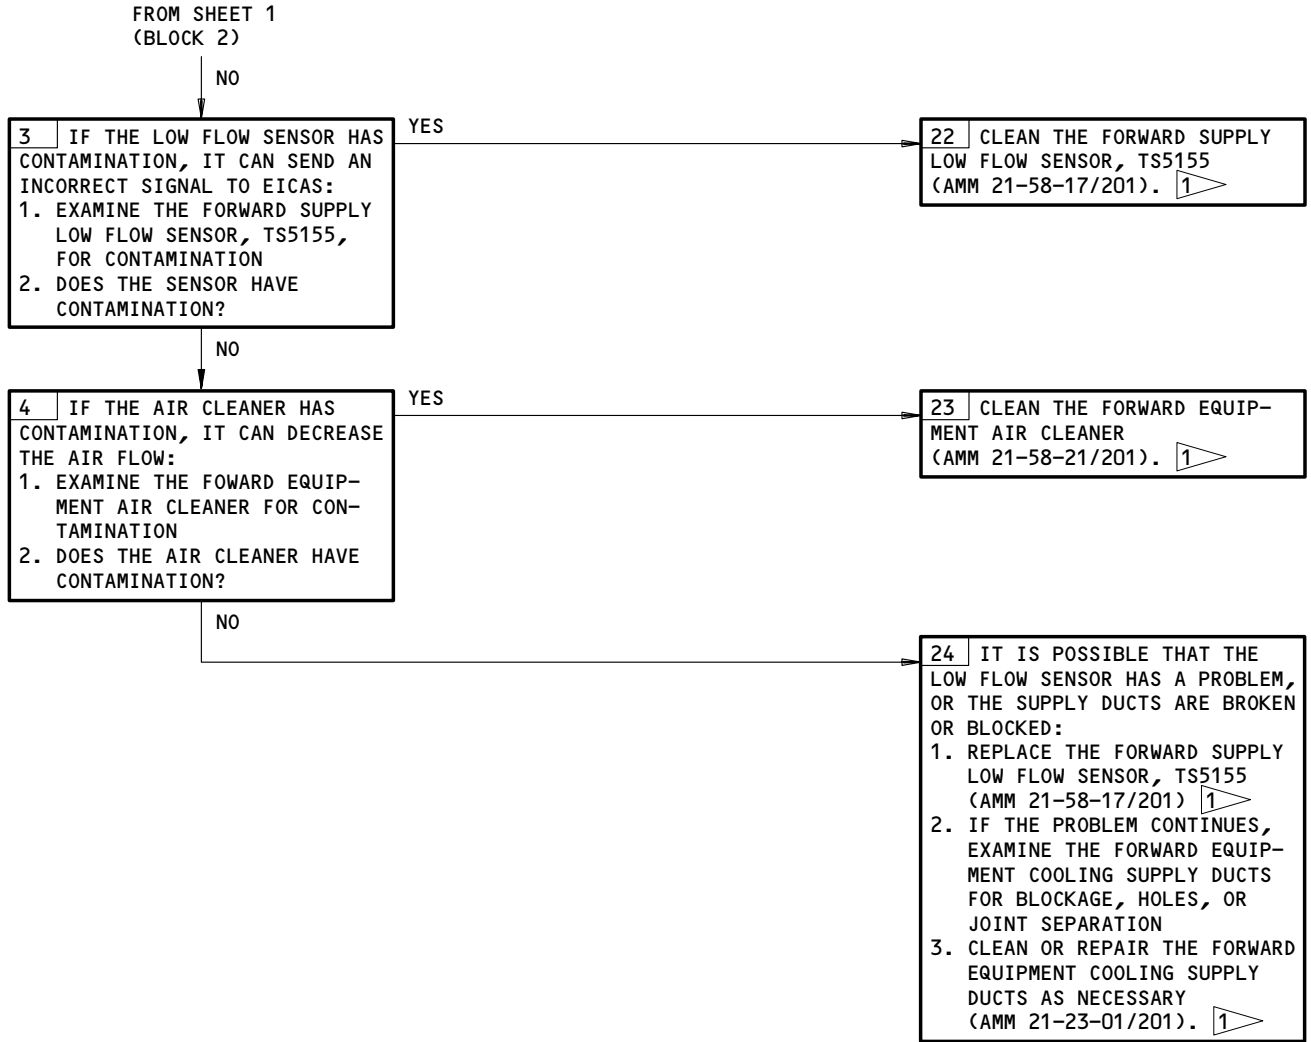 FROM SHEET 1
(BLOCK 2)
NO
3 IF THE LOW FLOW SENSOR HAS
CONTAMINATION, IT CAN SEND AN
INCORRECT SIGNAL TO EICAS:
1. EXAMINE THE FORWARD SUPPLY
LOW FLOW SENSOR, TS5155,
FOR CONTAMINATION
2. DOES THE SENSOR HAVE
CONTAMINATION?
YES
22 CLEAN THE FORWARD SUPPLY
LOW FLOW SENSOR, TS5155
(AMM 21-58-17/201). 1
NO
4 IF THE AIR CLEANER HAS
CONTAMINATION, IT CAN DECREASE
THE AIR FLOW:
1. EXAMINE THE FOWARD EQUIP-
MENT AIR CLEANER FOR CON-
TAMINATION
2. DOES THE AIR CLEANER HAVE
CONTAMINATION?
YES
23 CLEAN THE FORWARD EQUIP-
MENT AIR CLEANER
(AMM 21-58-21/201). 1
NO
24 IT IS POSSIBLE THAT THE
LOW FLOW SENSOR HAS A PROBLEM,
OR THE SUPPLY DUCTS ARE BROKEN
OR BLOCKED:
1. REPLACE THE FORWARD SUPPLY
LOW FLOW SENSOR, TS5155
(AMM 21-58-17/201) 1
2. IF THE PROBLEM CONTINUES,
EXAMINE THE FORWARD EQUIP-
MENT COOLING SUPPLY DUCTS
FOR BLOCKAGE, HOLES, OR
JOINT SEPARATION
3. CLEAN OR REPAIR THE FORWARD
EQUIPMENT COOLING SUPPLY
DUCTS AS NECESSARY
(AMM 21-23-01/201). 1